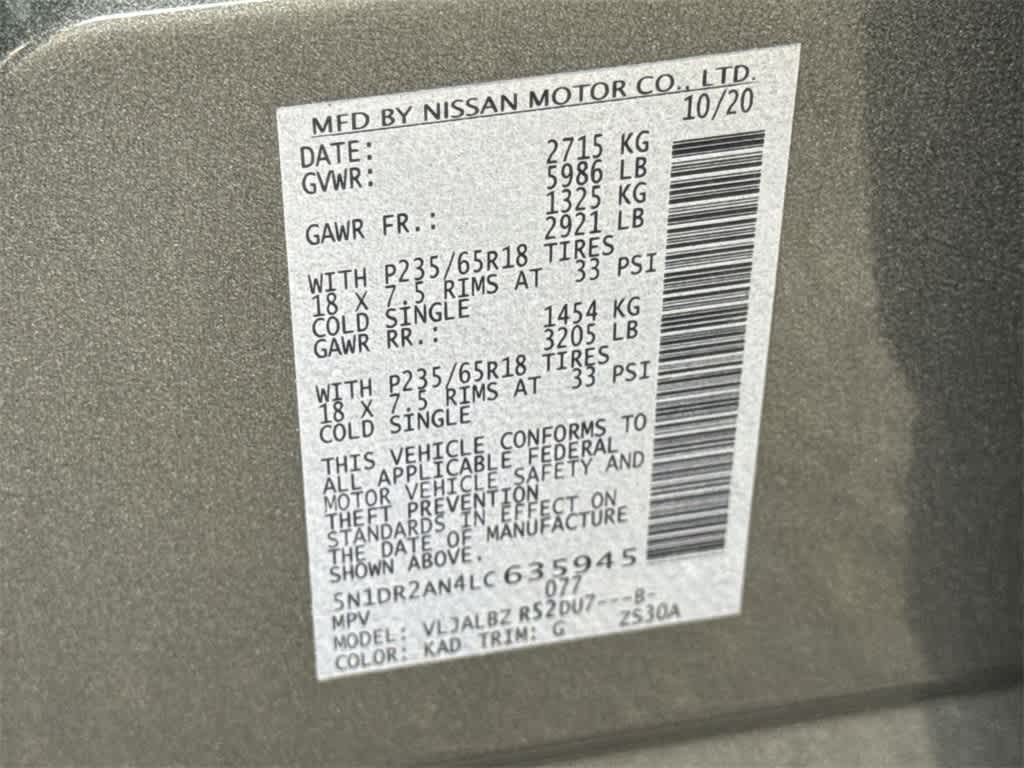 MFD BY NISSAN MOTOR CO., LTD.
DATE: 10/20
GVWR: 2715 KG
5986 LB
GAWR FR.: 1325 KG
2921 LB
WITH P235/65R18 TIRES
18 X 7.5 RIMS AT 33 PSI
COLD SINGLE
GAWR RR.: 1454 KG
3205 LB
WITH P235/65R18 TIRES
18 X 7.5 RIMS AT 33 PSI
COLD SINGLE
THIS VEHICLE CONFORMS TO
ALL APPLICABLE FEDERAL
MOTOR VEHICLE SAFETY AND
THEFT PREVENTION
STANDARDS IN EFFECT ON
THE DATE OF MANUFACTURE
SHOWN ABOVE.
5N1DR2AN4LC635945
MPV 077
MODEL: VLJALBZ R52DU7---B-
COLOR: KAD TRIM: G ZS30A